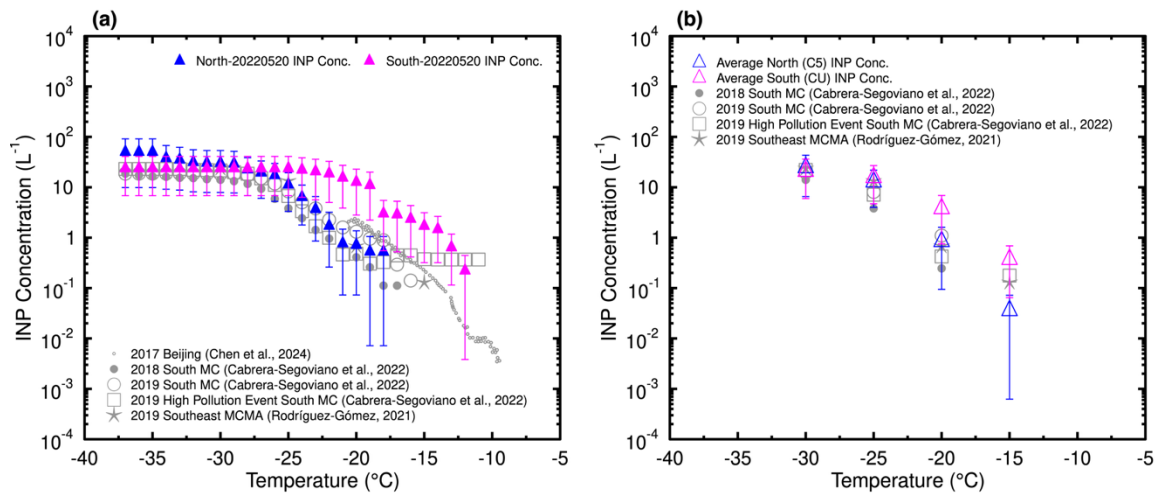 (a)
North-20220520 INP Conc.
South-20220520 INP Conc.
INP Concentration (L⁻¹)
10⁴
10³
10²
10
1
10⁻¹
10⁻²
10⁻³
10⁻⁴
2017 Beijing (Chen et al., 2024)
2018 South MC (Cabrera-Segoviano et al., 2022)
2019 South MC (Cabrera-Segoviano et al., 2022)
2019 High Pollution Event South MC (Cabrera-Segoviano et al., 2022)
2019 Southeast MCMA (Rodríguez-Gómez, 2021)
-40 -35 -30 -25 -20 -15 -10 -5
Temperature (°C)
(b)
Average North (C5) INP Conc.
Average South (CU) INP Conc.
2018 South MC (Cabrera-Segoviano et al., 2022)
2019 South MC (Cabrera-Segoviano et al., 2022)
2019 High Pollution Event South MC (Cabrera-Segoviano et al., 2022)
2019 Southeast MCMA (Rodríguez-Gómez, 2021)
INP Concentration (L⁻¹)
10⁴
10³
10²
10
1
10⁻¹
10⁻²
10⁻³
10⁻⁴
-40 -35 -30 -25 -20 -15 -10 -5
Temperature (°C)